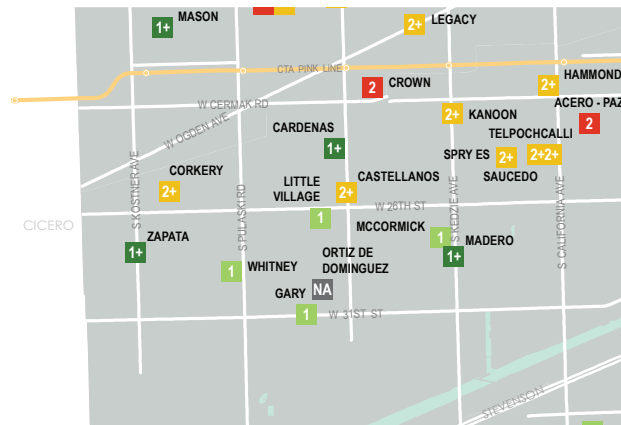 MASON
1+
LEGACY
2+
CTA PINK LINE
CROWN
2
HAMMOND
2+
ACERO - PAZ
2
W CERMAK RD
W OGDEN AVE
KANOON
2+
CARDENAS
1+
TELPOCHCALLI
2+2+
SPRY ES
2+
SAUCEDO
CORKERY
2+
LITTLE
VILLAGE
1
CASTELLANOS
2+
W 26TH ST
S KOSTNER AVE
S PULASKI RD
S KEDZIE AVE
S CALIFORNIA AVE
CICERO
ZAPATA
1+
MCCORMICK
1
MADERO
1+
WHITNEY
1
ORTIZ DE
DOMINGUEZ
NA
GARY
1
W 31ST ST
STEVENSON